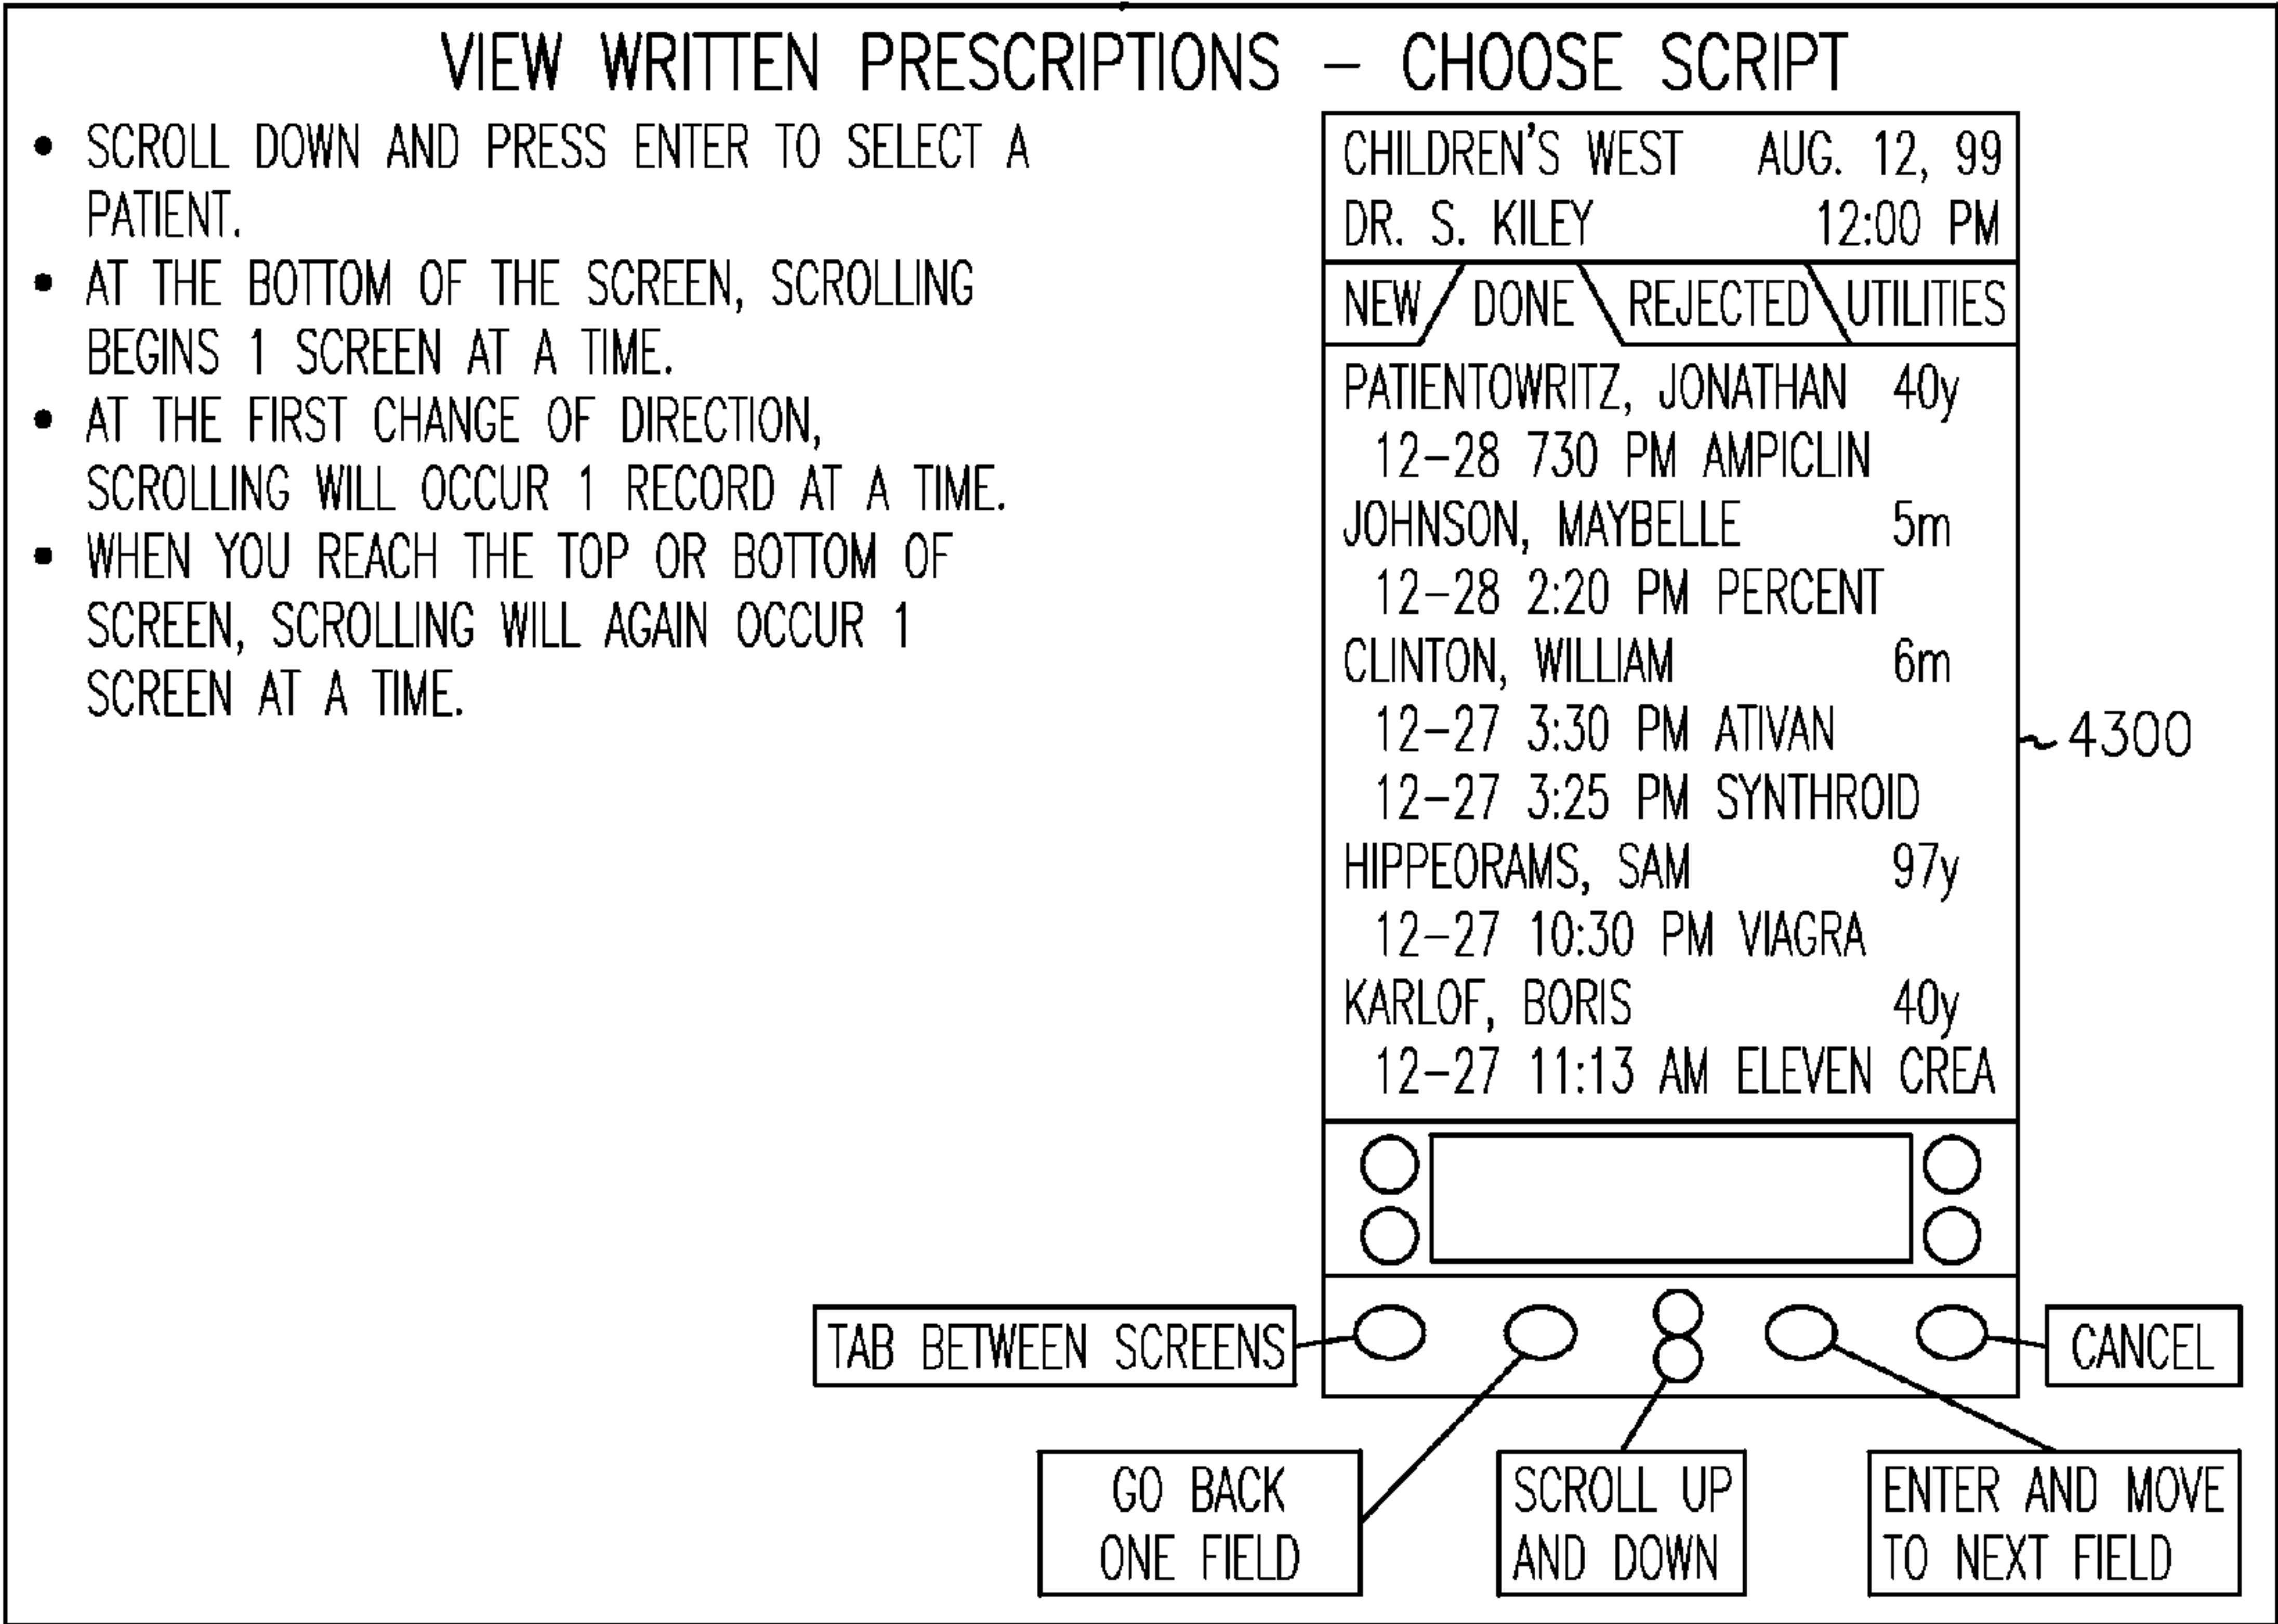 VIEW WRITTEN PRESCRIPTIONS – CHOOSE SCRIPT
• SCROLL DOWN AND PRESS ENTER TO SELECT A
PATIENT.
• AT THE BOTTOM OF THE SCREEN, SCROLLING
BEGINS 1 SCREEN AT A TIME.
• AT THE FIRST CHANGE OF DIRECTION,
SCROLLING WILL OCCUR 1 RECORD AT A TIME.
• WHEN YOU REACH THE TOP OR BOTTOM OF
SCREEN, SCROLLING WILL AGAIN OCCUR 1
SCREEN AT A TIME.
CHILDREN'S WEST AUG. 12, 99
DR. S. KILEY 12:00 PM
NEW DONE REJECTED UTILITIES
PATIENTOWRITZ, JONATHAN 40y
12–28 730 PM AMPICLIN
JOHNSON, MAYBELLE 5m
12–28 2:20 PM PERCENT
CLINTON, WILLIAM 6m
12–27 3:30 PM ATIVAN
12–27 3:25 PM SYNTHROID
HIPPEORAMS, SAM 97y
12–27 10:30 PM VIAGRA
KARLOF, BORIS 40y
12–27 11:13 AM ELEVEN CREA
4300
TAB BETWEEN SCREENS
CANCEL
GO BACK
ONE FIELD
SCROLL UP
AND DOWN
ENTER AND MOVE
TO NEXT FIELD